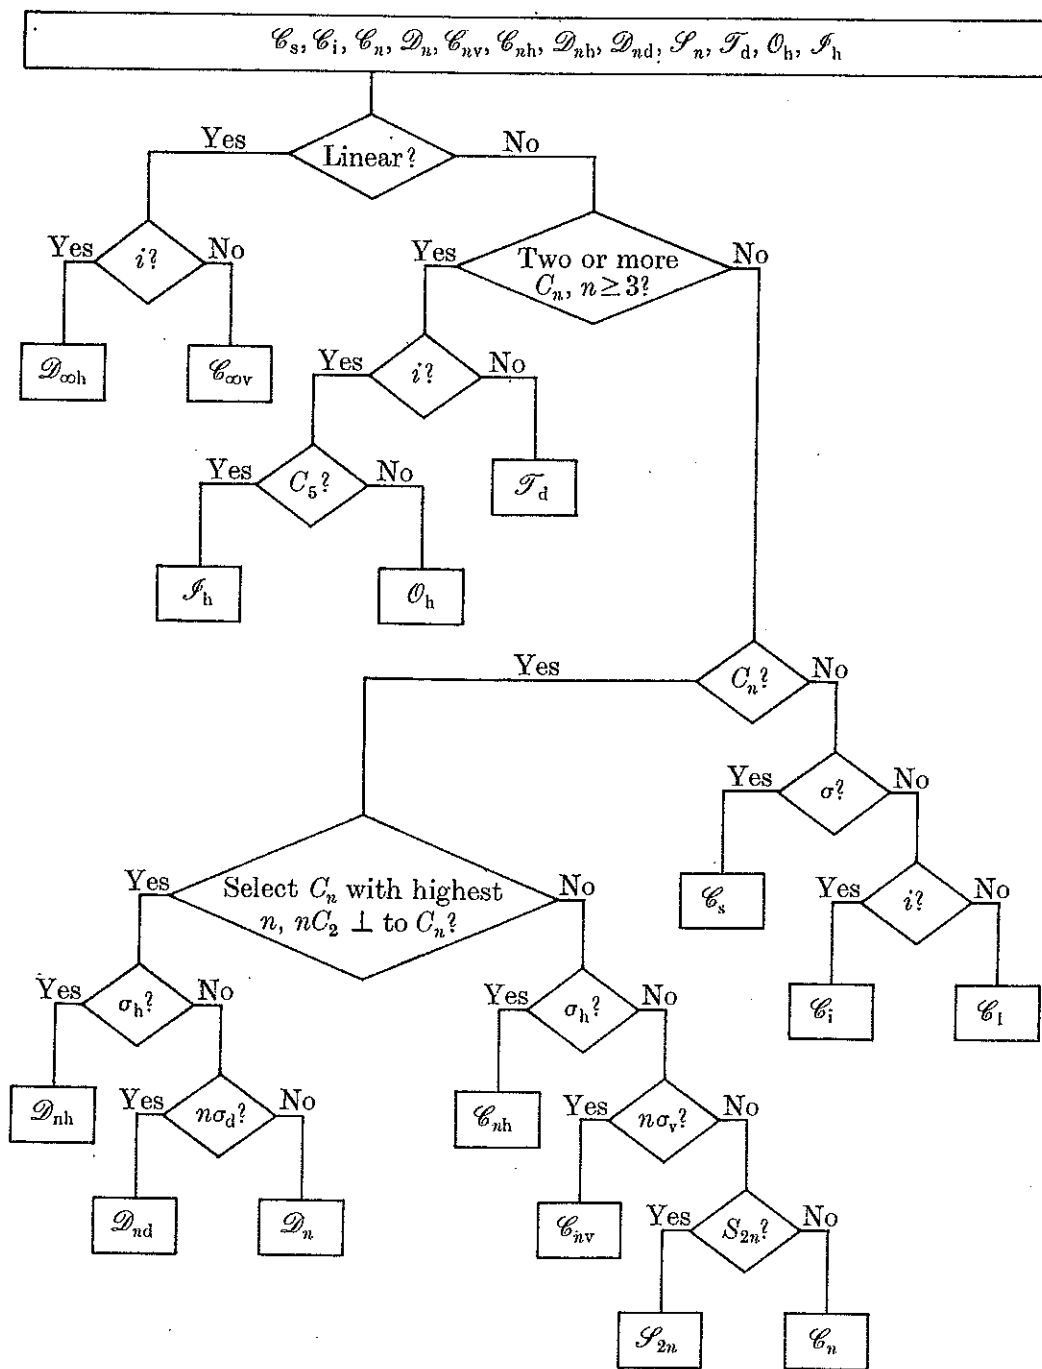 𝒞s, 𝒞i, 𝒞n, 𝒟n, 𝒞nv, 𝒞nh, 𝒟nh, 𝒟nd, 𝒮n, 𝒯d, 𝒪h, ℐh
Yes
Linear?
No
Yes
i?
No
Yes
Two or more
Cn, n ≥ 3?
No
𝒟∞h
𝒞∞v
Yes
i?
No
Yes
C5?
No
𝒯d
ℐh
𝒪h
Yes
Cn?
No
Yes
σ?
No
Yes
Select Cn with highest
n, nC2 ⊥ to Cn?
No
𝒞s
Yes
i?
No
Yes
σh?
No
Yes
σh?
No
𝒞i
𝒞1
𝒟nh
Yes
nσd?
No
𝒞nh
Yes
nσv?
No
𝒟nd
𝒟n
𝒞nv
Yes
S2n?
No
𝒮2n
𝒞n